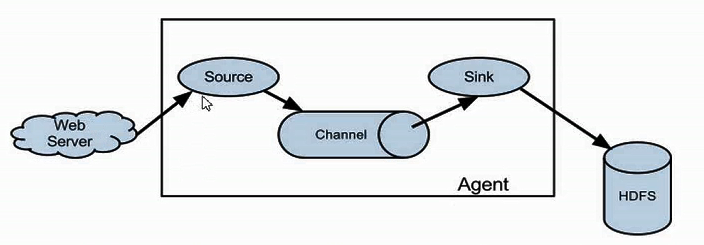 Web
Server
Source
Channel
Sink
Agent
HDFS